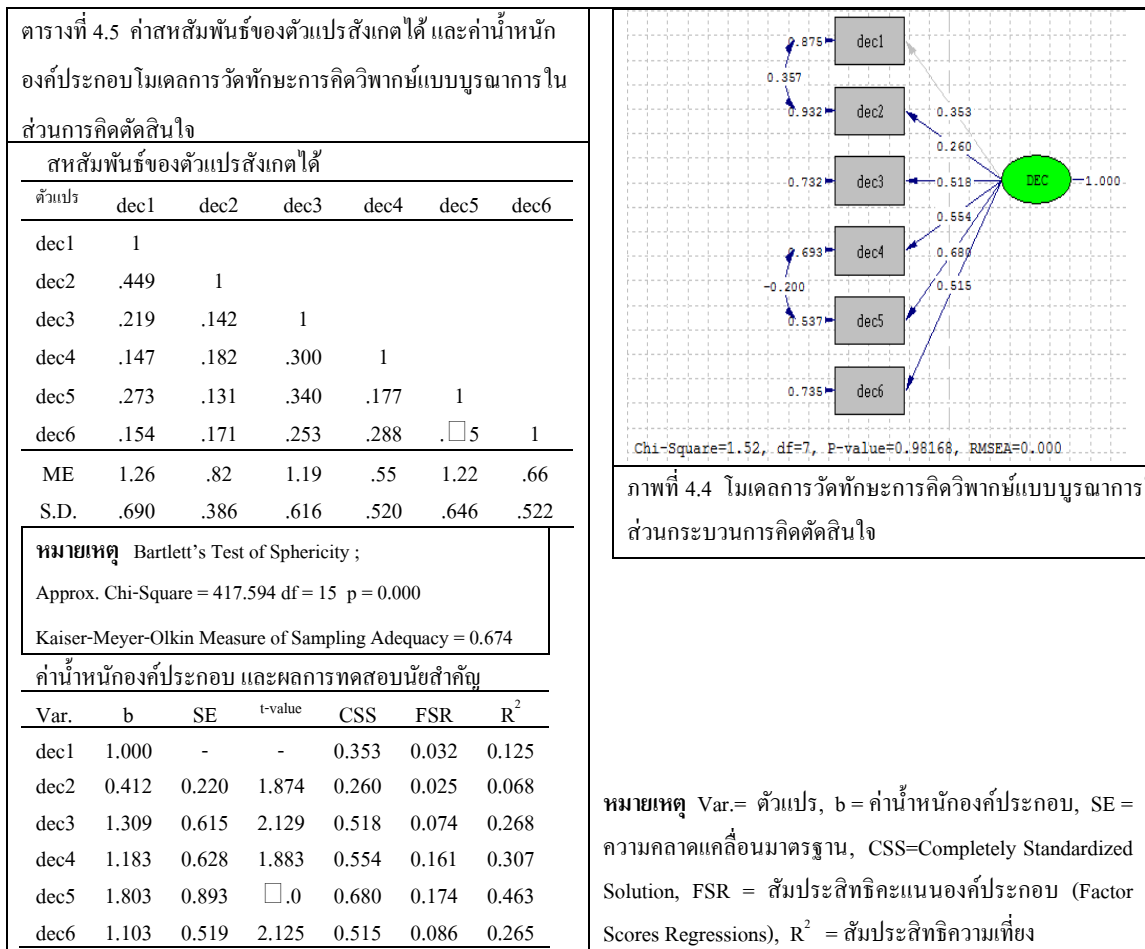 ตารางที่ 4.5 ค่าสหสัมพันธ์ของตัวแปรสังเกตได้ และค่าน้ำหนัก
องค์ประกอบโมเดลการวัดทักษะการคิดวิพากษ์แบบบูรณาการใน
ส่วนการคิดตัดสินใจ
สหสัมพันธ์ของตัวแปรสังเกตได้
ตัวแปร dec1 dec2 dec3 dec4 dec5 dec6
dec1 1
dec2 .449 1
dec3 .219 .142 1
dec4 .147 .182 .300 1
dec5 .273 .131 .340 .177 1
dec6 .154 .171 .253 .288 .□5 1
ME 1.26 .82 1.19 .55 1.22 .66
S.D. .690 .386 .616 .520 .646 .522
หมายเหตุ Bartlett's Test of Sphericity ;
Approx. Chi-Square = 417.594 df = 15 p = 0.000
Kaiser-Meyer-Olkin Measure of Sampling Adequacy = 0.674
ค่าน้ำหนักองค์ประกอบ และผลการทดสอบนัยสำคัญ
Var. b SE t-value CSS FSR R²
dec1 1.000 - - 0.353 0.032 0.125
dec2 0.412 0.220 1.874 0.260 0.025 0.068
dec3 1.309 0.615 2.129 0.518 0.074 0.268
dec4 1.183 0.628 1.883 0.554 0.161 0.307
dec5 1.803 0.893 □.0 0.680 0.174 0.463
dec6 1.103 0.519 2.125 0.515 0.086 0.265
0.875 dec1
0.357
0.932 dec2 0.353
0.260
0.732 dec3 0.518 DEC 1.000
0.554
0.693 dec4 0.680
-0.200 0.515
0.537 dec5
0.735 dec6
Chi-Square=1.52, df=7, P-value=0.98168, RMSEA=0.000
ภาพที่ 4.4 โมเดลการวัดทักษะการคิดวิพากษ์แบบบูรณาการ
ส่วนกระบวนการคิดตัดสินใจ
หมายเหตุ Var.= ตัวแปร, b = ค่าน้ำหนักองค์ประกอบ, SE =
ความคลาดแคลื่อนมาตรฐาน, CSS=Completely Standardized
Solution, FSR = สัมประสิทธิคะแนนองค์ประกอบ (Factor
Scores Regressions), R² = สัมประสิทธิความเที่ยง